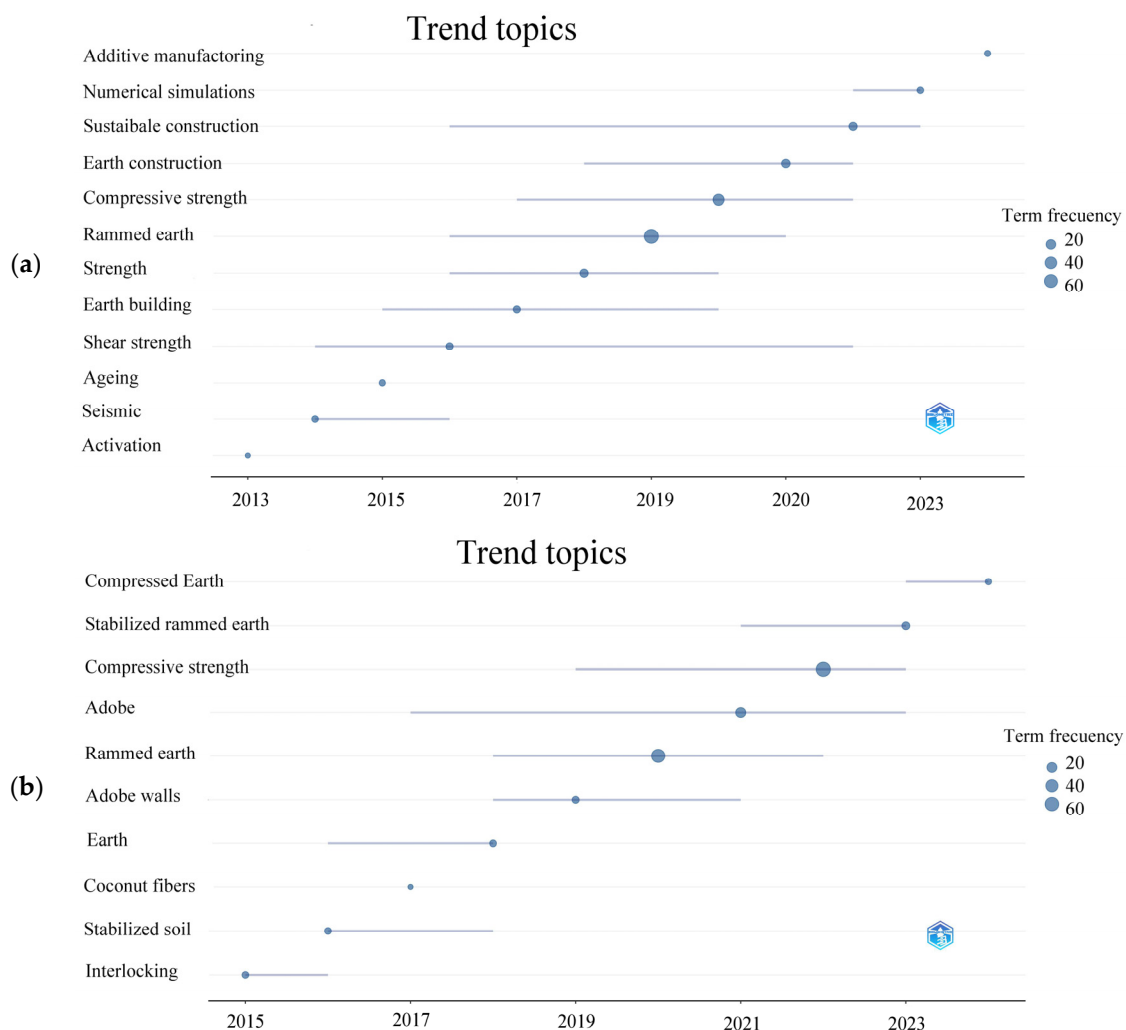 Trend topics
Additive manufactoring
Numerical simulations
Sustaibale construction
Earth construction
Compressive strength
Rammed earth
Strength
Earth building
Shear strength
Ageing
Seismic
Activation
(a)
Term frecuency
20
40
60
2013 2015 2017 2019 2020 2023
Trend topics
Compressed Earth
Stabilized rammed earth
Compressive strength
Adobe
Rammed earth
Adobe walls
Earth
Coconut fibers
Stabilized soil
Interlocking
(b)
Term frecuency
20
40
60
2015 2017 2019 2021 2023